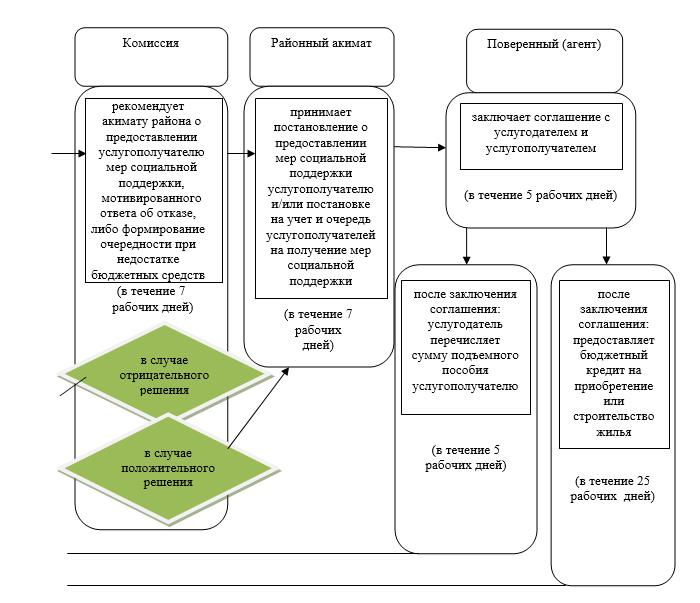 Комиссия
рекомендует
акимату района о
предоставлении
услугополучателю
мер социальной
поддержки,
мотивированного
ответа об отказе,
либо формирование
очередности при
недостатке
бюджетных средств
(в течение 7
рабочих дней)
в случае
отрицательного
решения
в случае
положительного
решения
Районный акимат
принимает
постановление о
предоставлении
мер социальной
поддержки
услугополучателю
и/или постановке
на учет и очередь
услугополучателей
на получение мер
социальной
поддержки
(в течение 7
рабочих
дней)
Поверенный (агент)
заключает соглашение с
услугодателем и
услугополучателем
(в течение 5 рабочих дней)
после заключения
соглашения:
услугодатель
перечисляет
сумму подъемного
пособия
услугополучателю
(в течение 5
рабочих дней)
после
заключения
соглашения:
предоставляет
бюджетный
кредит на
приобретение
или
строительство
жилья
(в течение 25
рабочих дней)